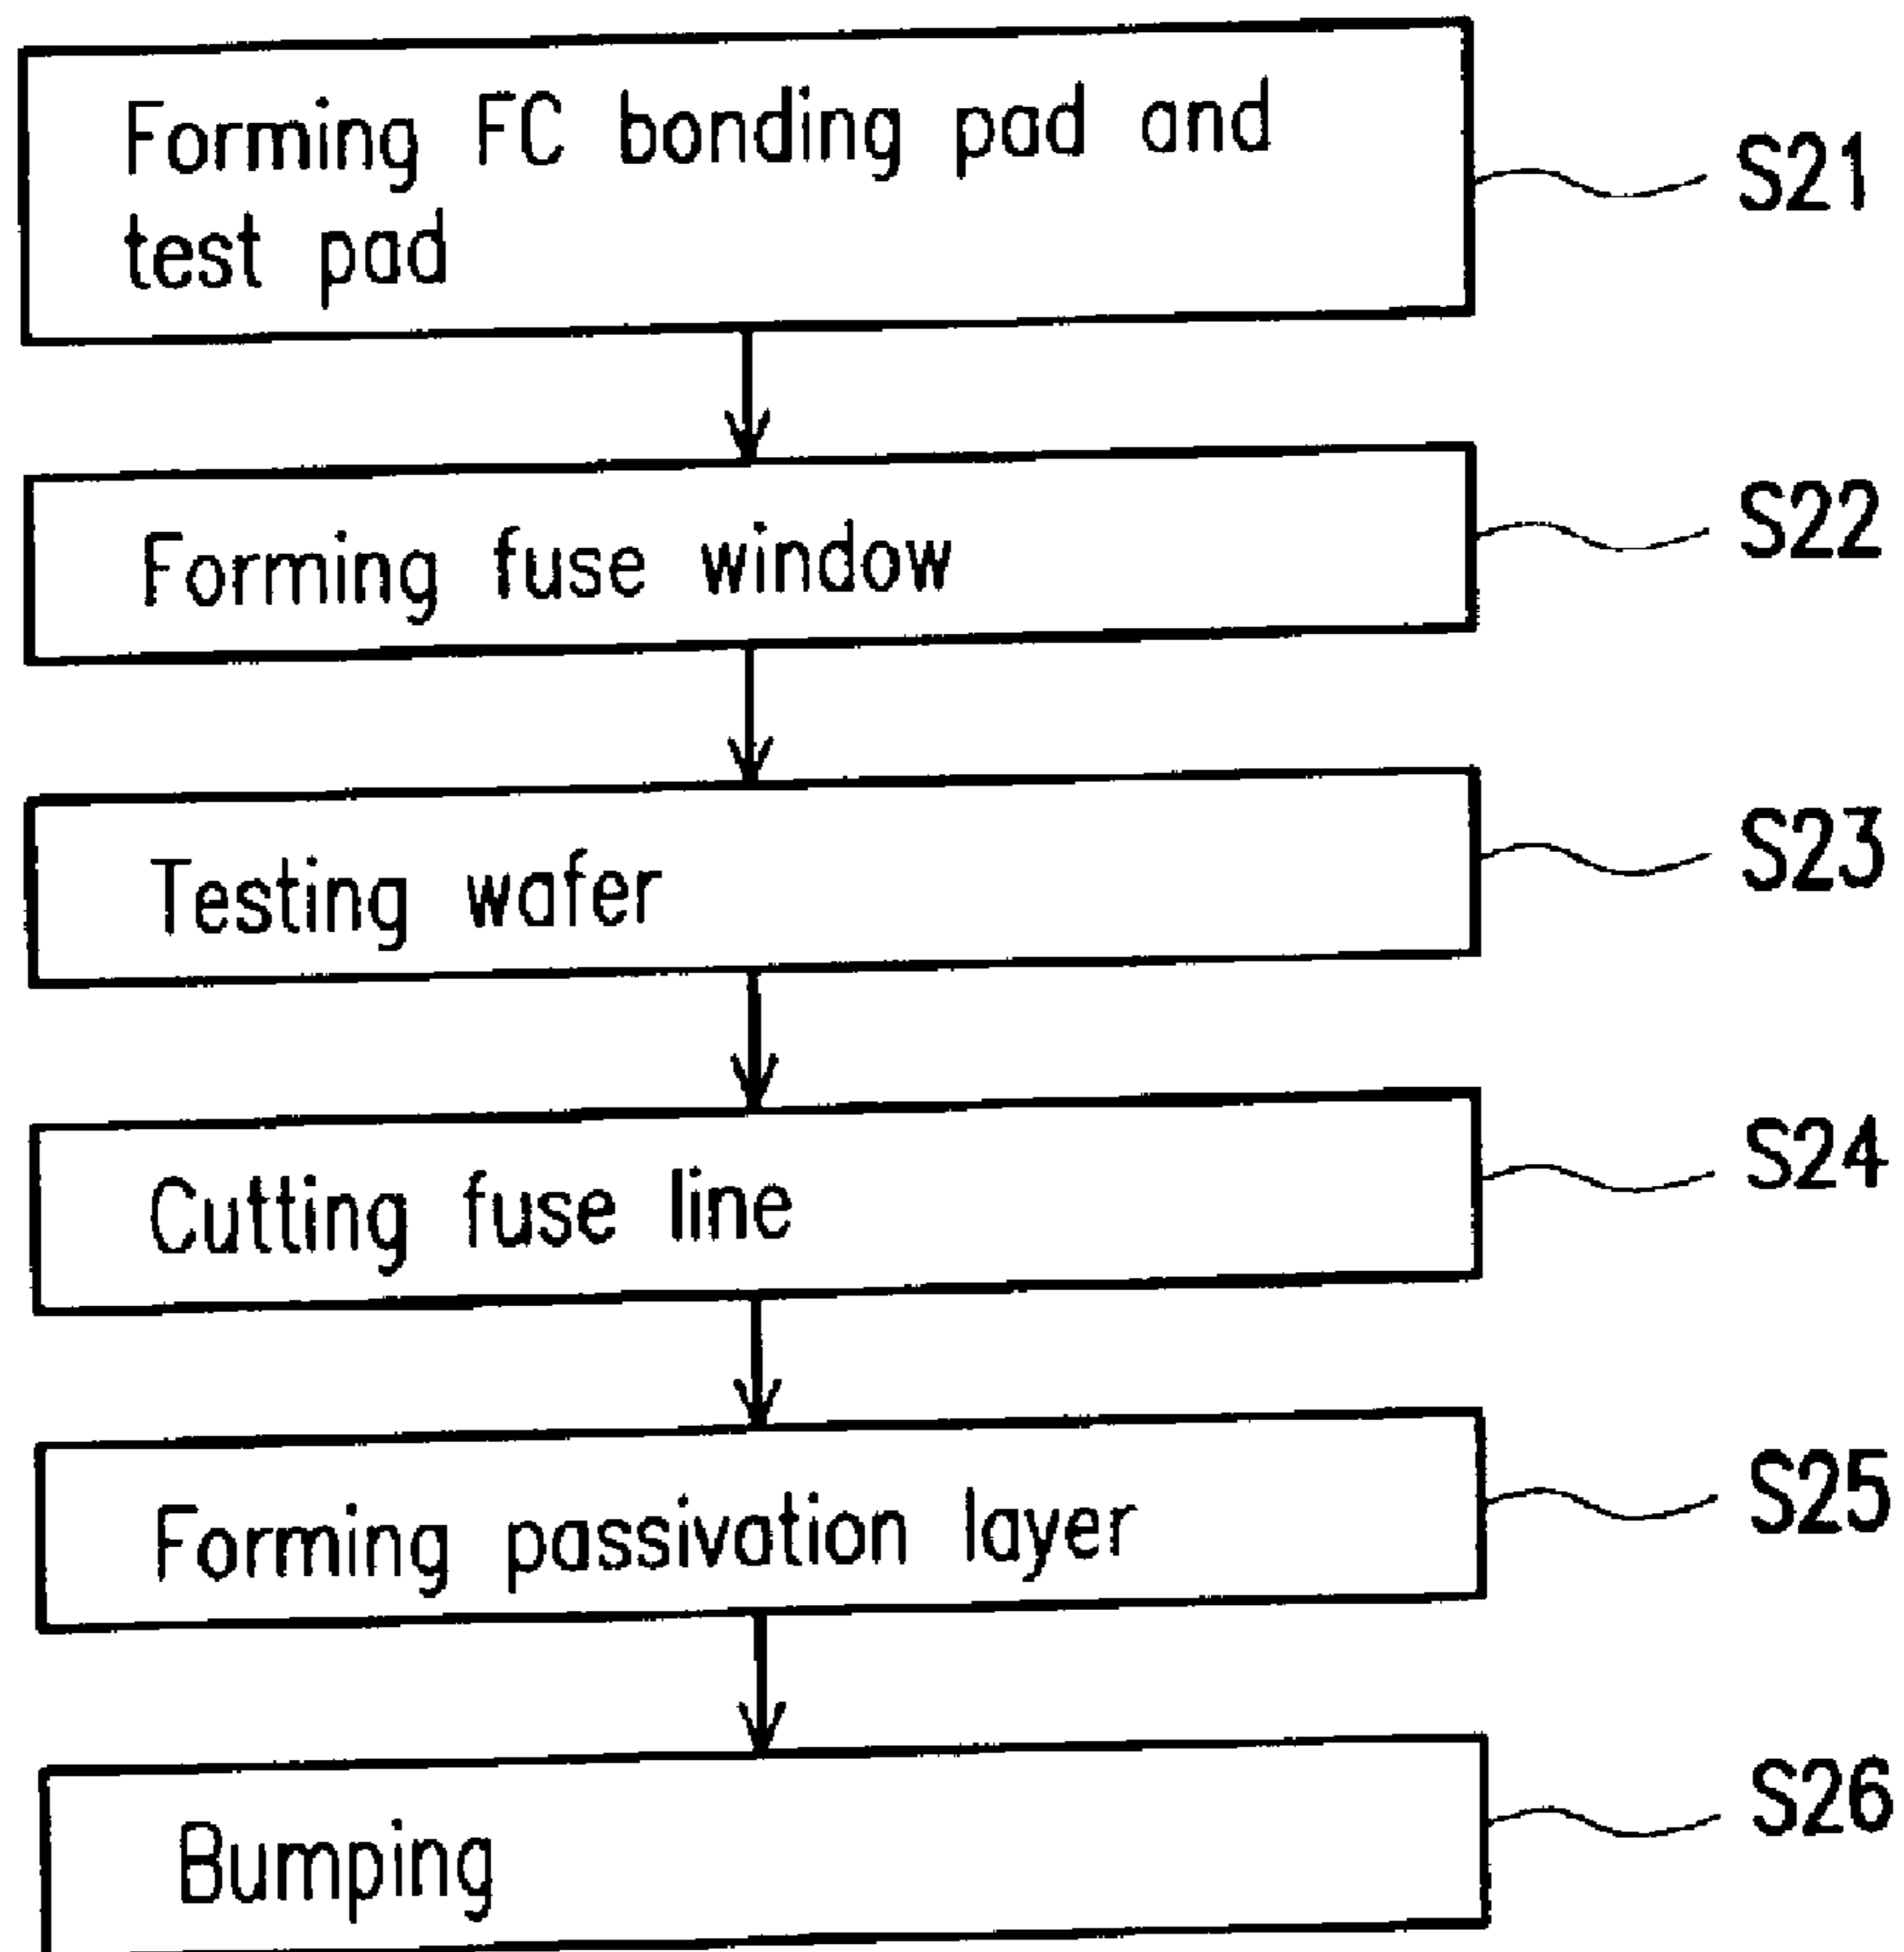 Forming FC bonding pad and
test pad
S21
Forming fuse window
S22
Testing wafer
S23
Cutting fuse line
S24
Forming passivation layer
S25
Bumping
S26